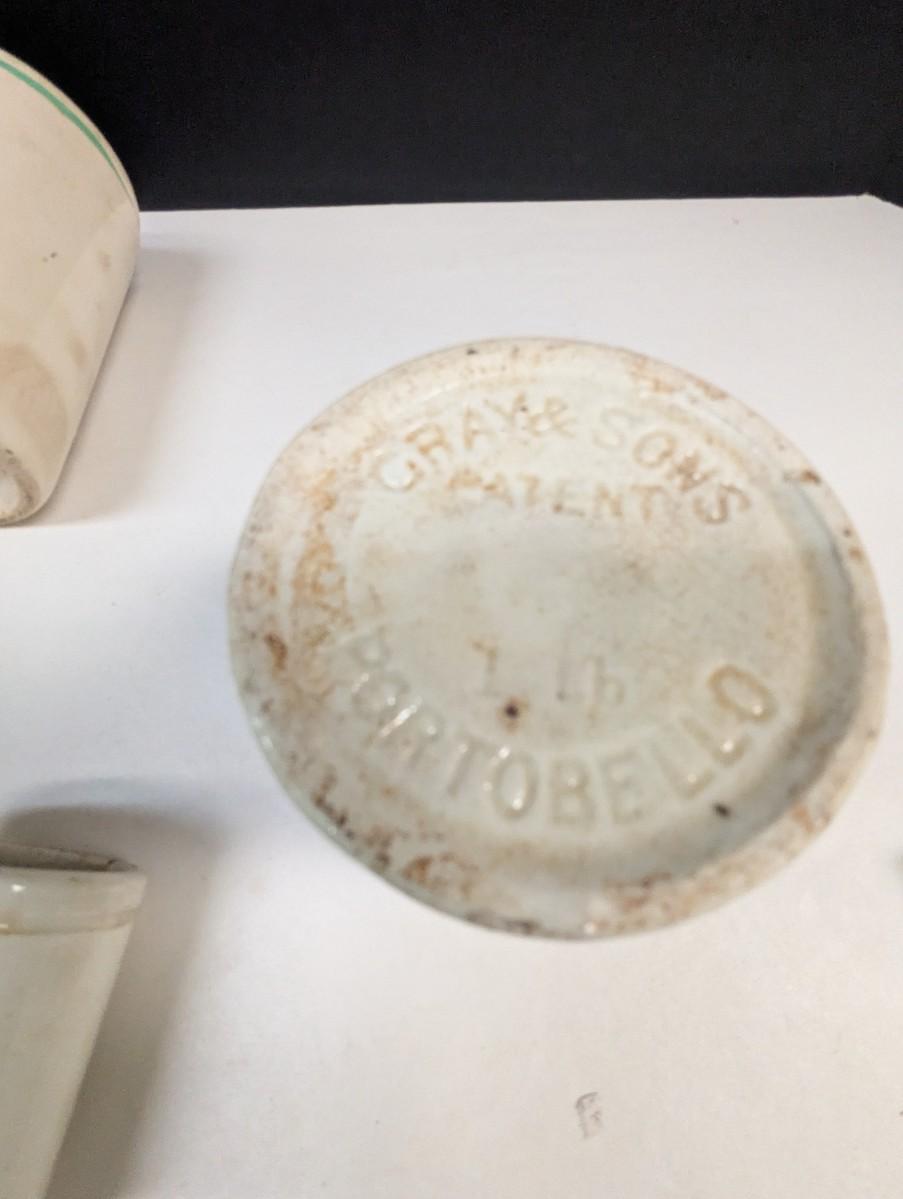 GRAY & SONS
PATENT
1 lb
PORTOBELLO